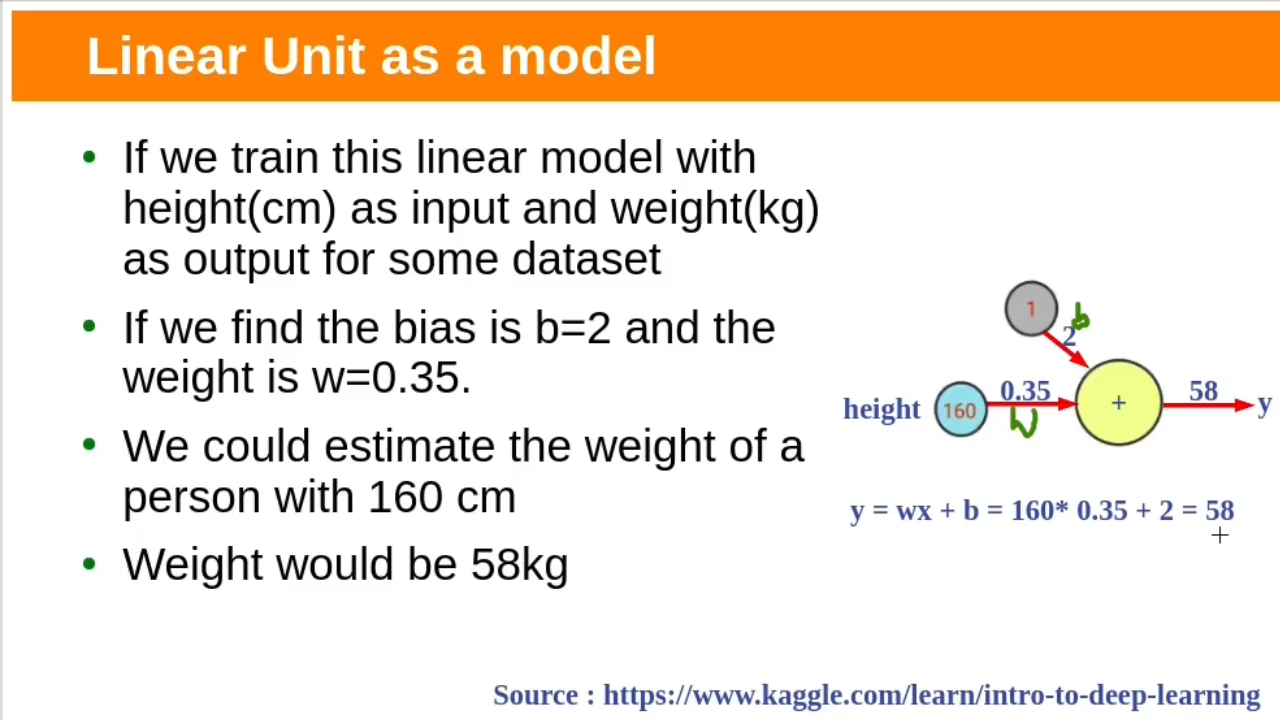 Linear Unit as a model
• If we train this linear model with
height(cm) as input and weight(kg)
as output for some dataset
• If we find the bias is b=2 and the
weight is w=0.35.
• We could estimate the weight of a
person with 160 cm
• Weight would be 58kg
1
b
2
height
160
0.35
w
+
58
y
y = wx + b = 160* 0.35 + 2 = 58
Source : https://www.kaggle.com/learn/intro-to-deep-learning